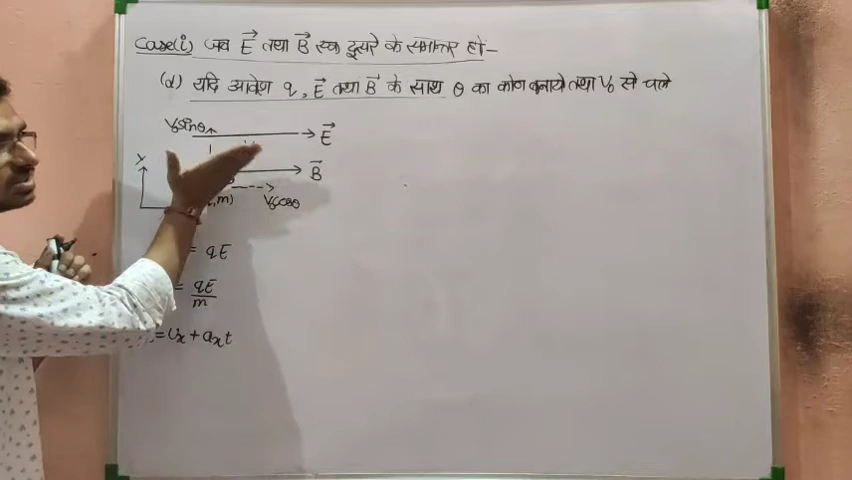 Case(i) जब E⃗ तथा B⃗ एक दूसरे के समान्तर हो-
(d) यदि आवेश q, E⃗ तथा B⃗ के साथ θ का कोण बनाये तथा V₀ से चले
V₀sinθ
E⃗
Y
B⃗
,m) V₀cosθ
= qE
= qE/m
=Ux+axt